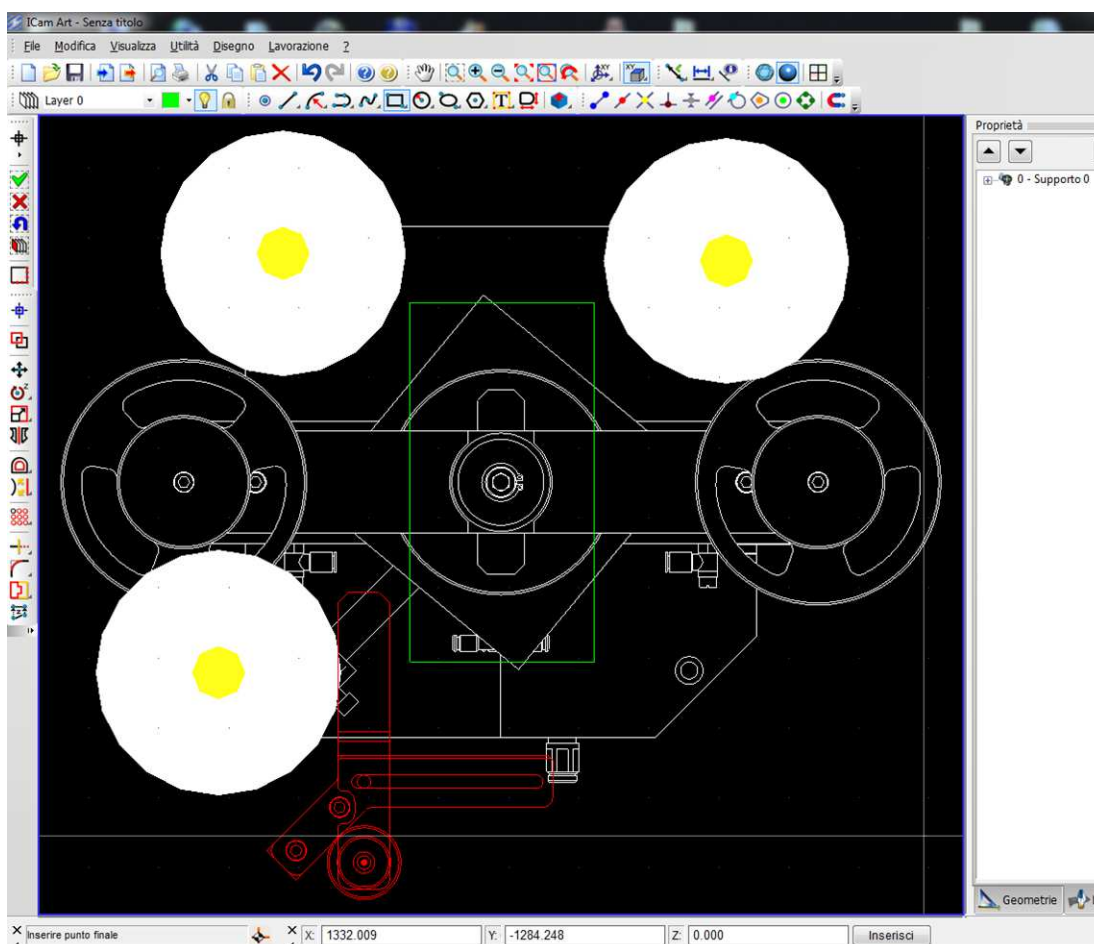 ICam Art - Senza titolo
File Modifica Visualizza Utilità Disegno Lavorazione ?
Layer 0
Proprietà
0 - Supporto 0
Geometrie
Inserire punto finale X: 1332.009 Y: -1284.248 Z: 0.000 Inserisci